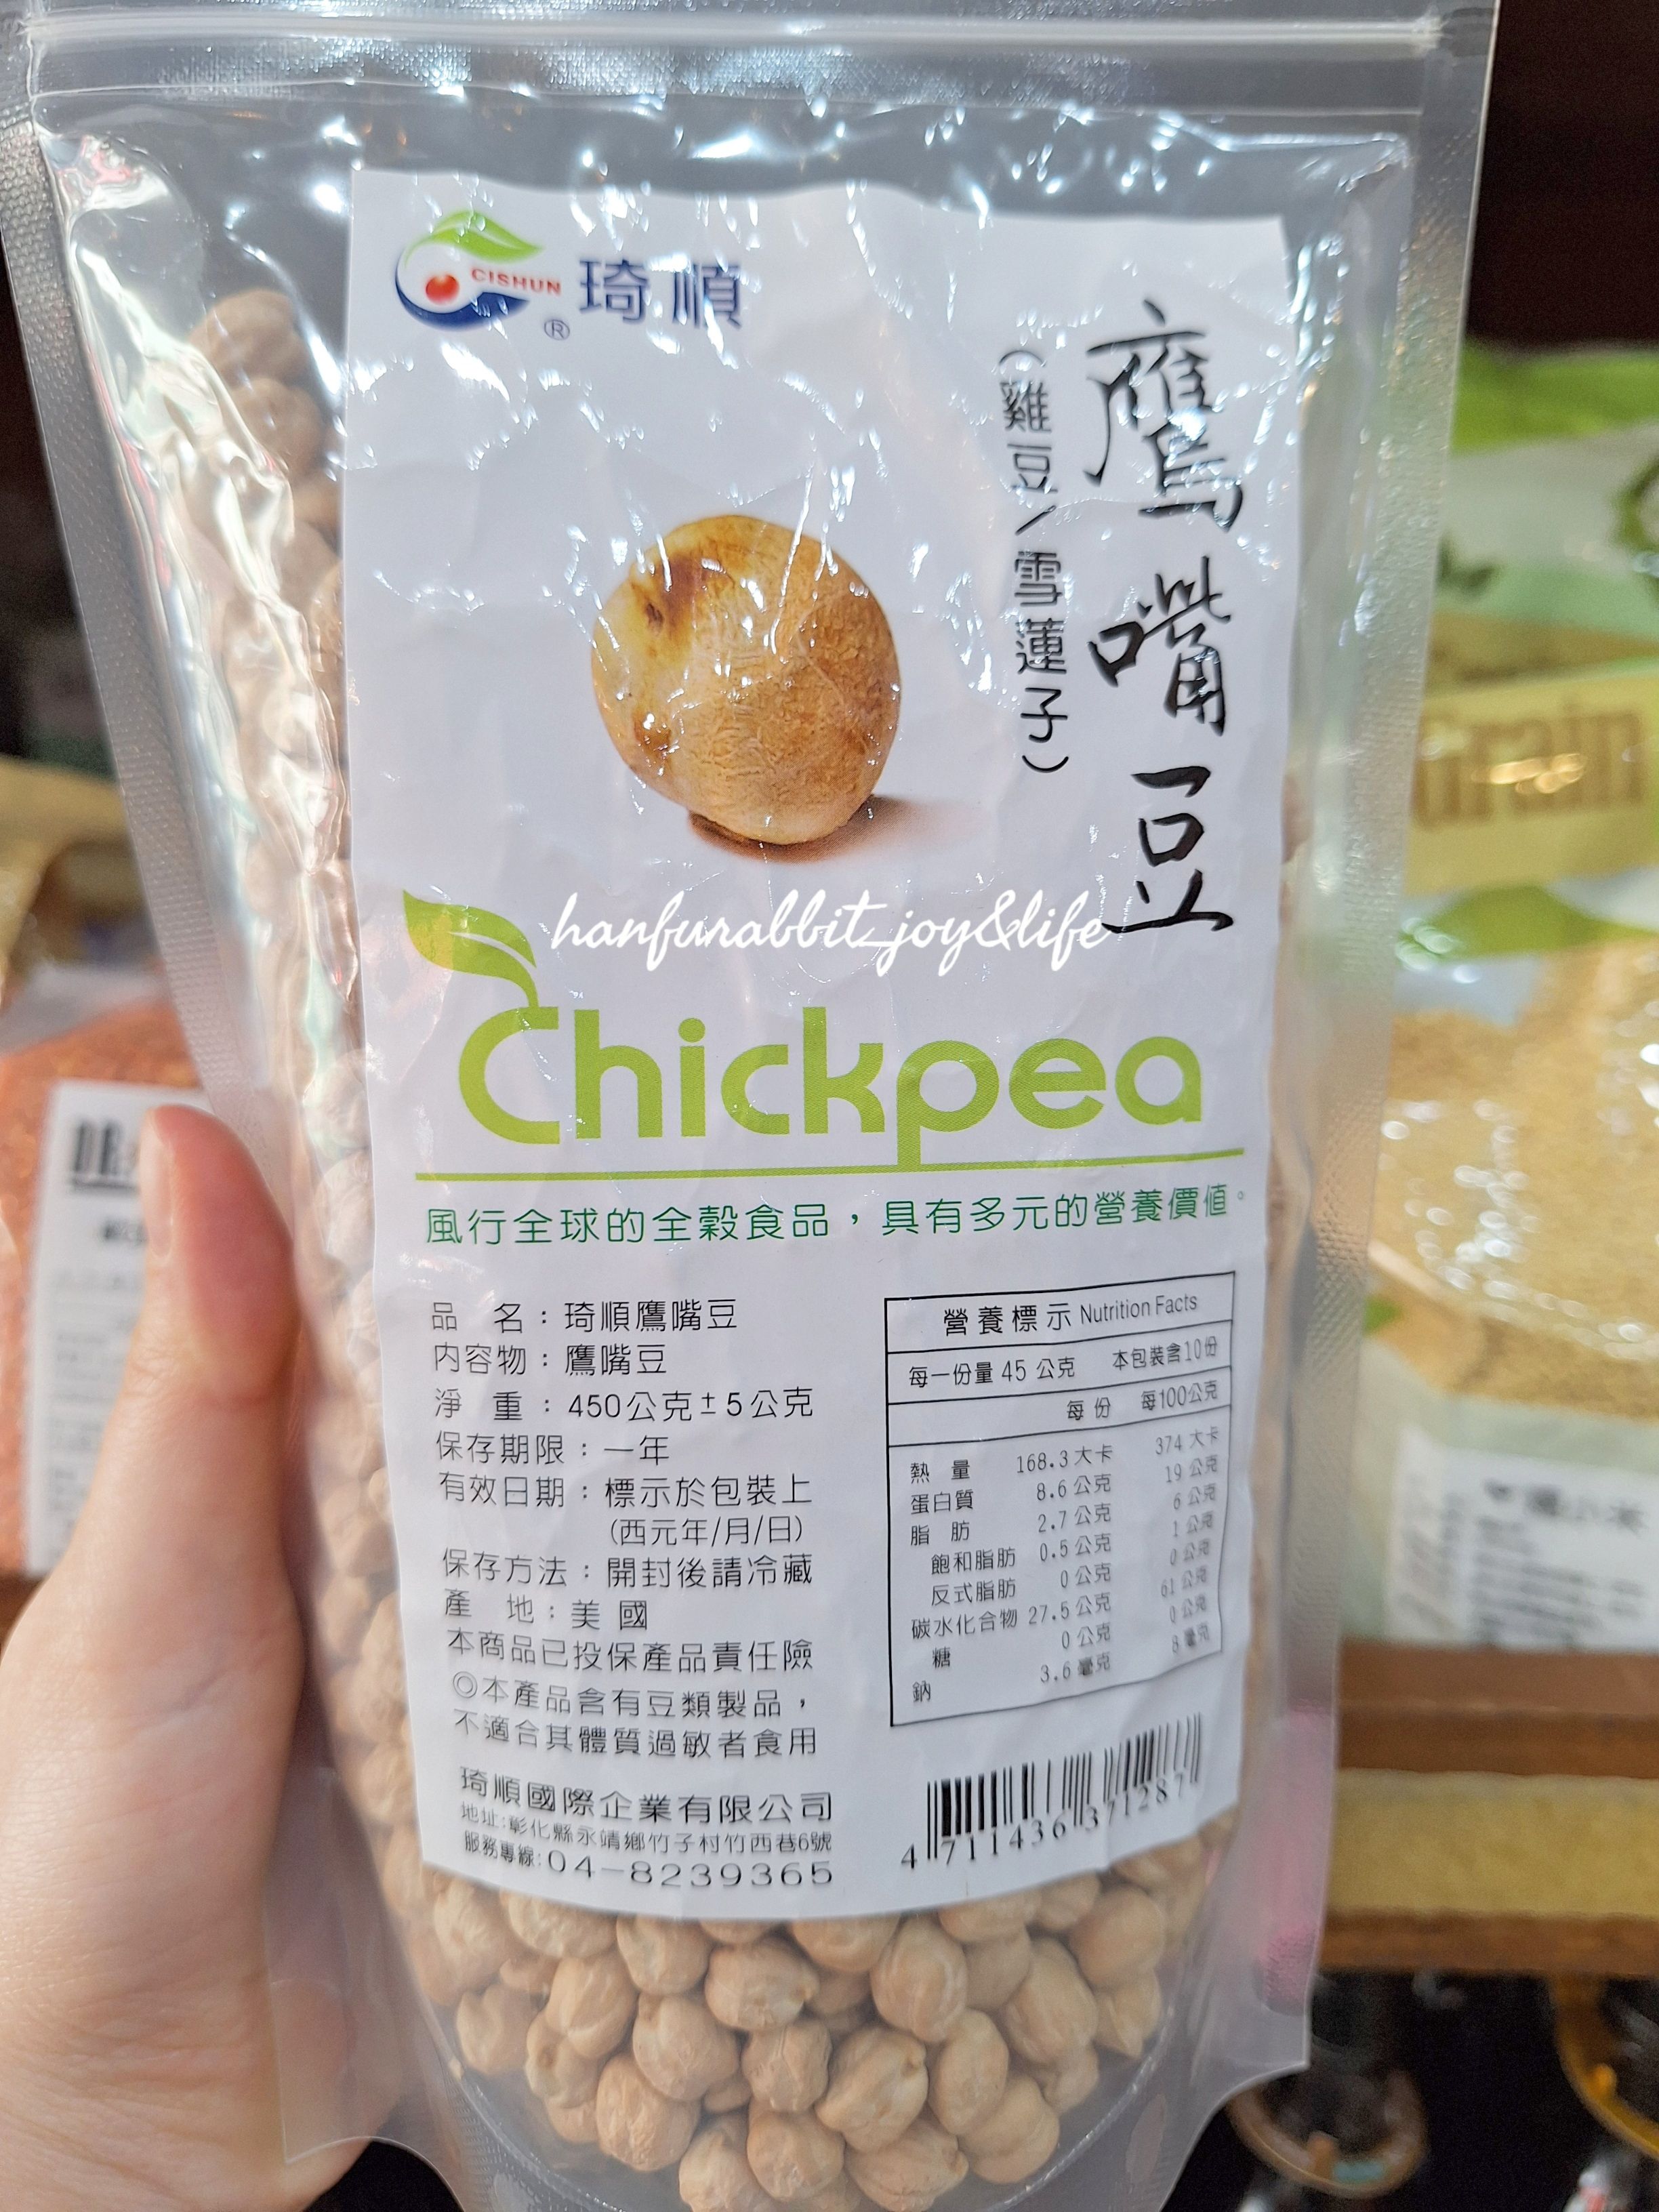 CISHUN
®
琦順
鷹嘴豆
（雞豆／雪蓮子）
hanfurabbit_joy&life
Chickpea
風行全球的全穀食品，具有多元的營養價值。
品 名：琦順鷹嘴豆
內容物：鷹嘴豆
淨 重：450公克±5公克
保存期限：一年
有效日期：標示於包裝上
(西元年/月/日)
保存方法：開封後請冷藏
產 地：美 國
本商品已投保產品責任險
◎本產品含有豆類製品，
不適合其體質過敏者食用
琦順國際企業有限公司
地址:彰化縣永靖鄉竹子村竹西巷6號
服務專線:04-8239365
營養標示 Nutrition Facts
每一份量 45 公克 本包裝含10份
每 份 每100公克
熱 量 168.3 大卡 374 大卡
蛋白質 8.6 公克 19 公克
脂 肪 2.7 公克 6 公克
飽和脂肪 0.5 公克 1 公克
反式脂肪 0 公克 0 公克
碳水化合物 27.5 公克 61 公克
糖 0 公克 0 公克
鈉 3.6 毫克 8 毫克
4 711436 371287
Grain